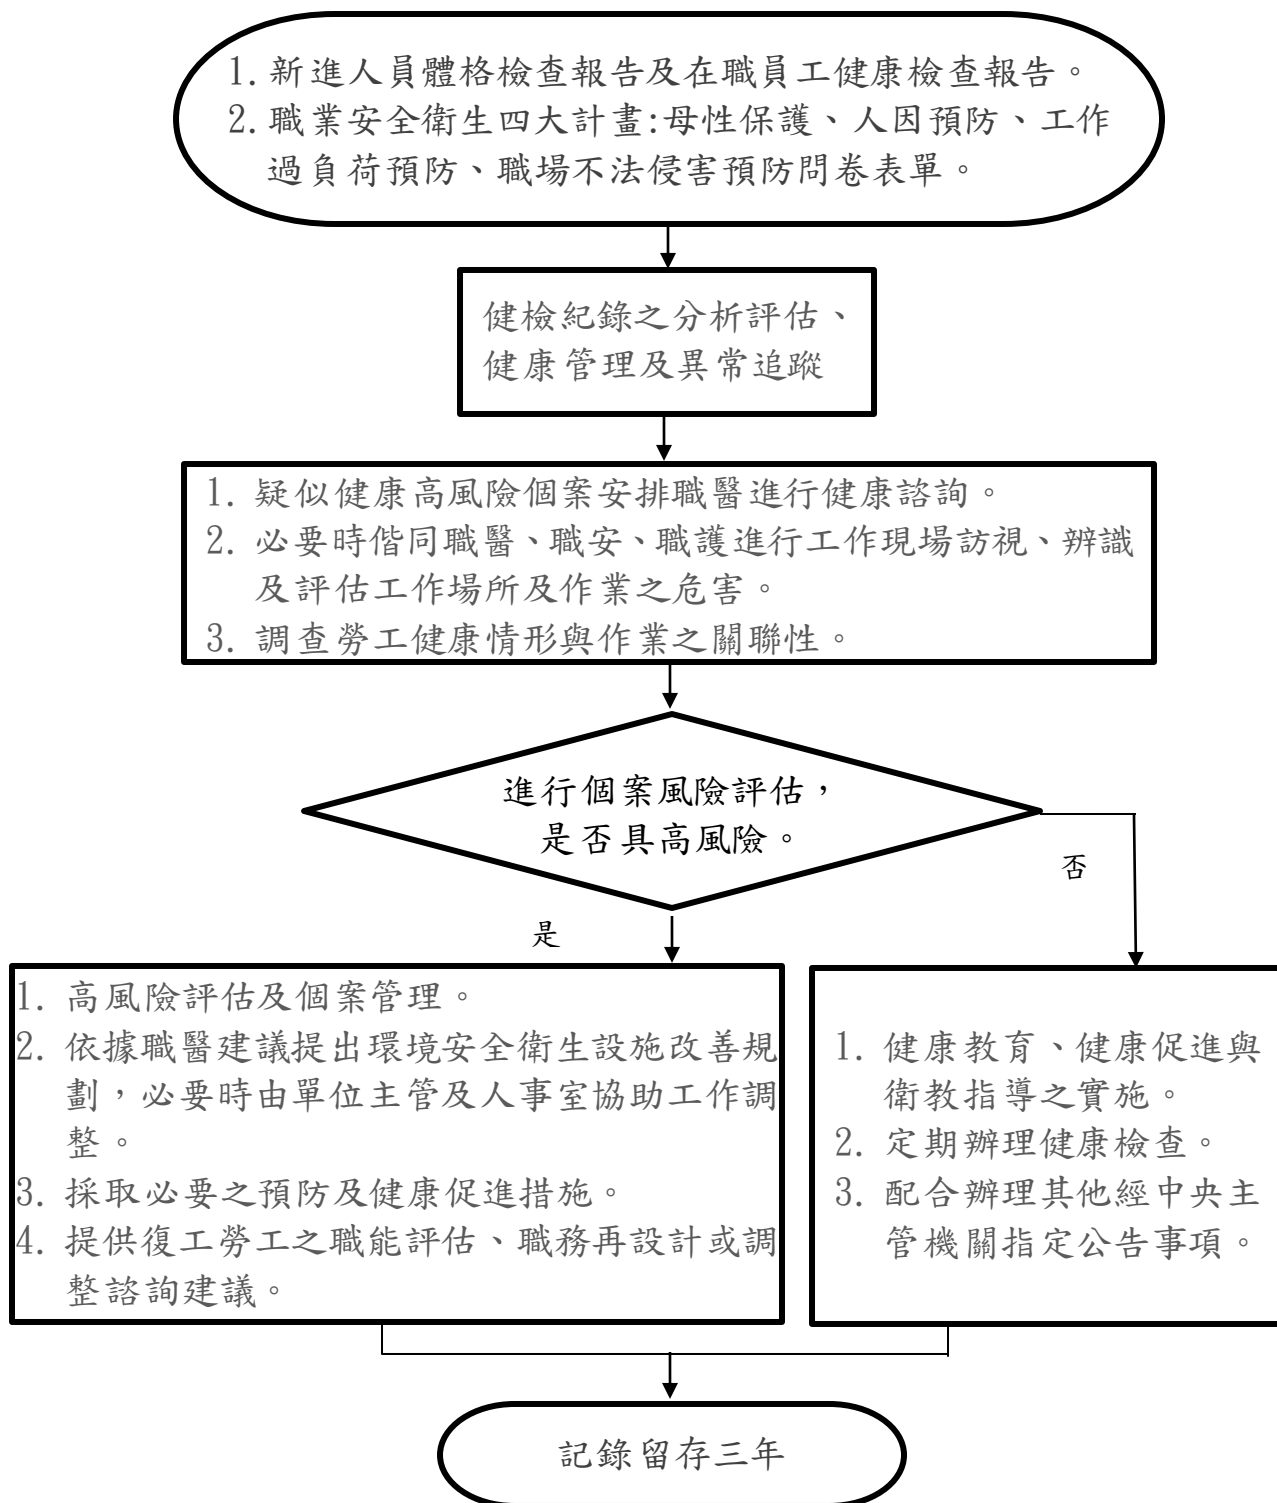 1. 新進人員體格檢查報告及在職員工健康檢查報告。
2. 職業安全衛生四大計畫:母性保護、人因預防、工作
過負荷預防、職場不法侵害預防問卷表單。
健檢紀錄之分析評估、
健康管理及異常追蹤
1. 疑似健康高風險個案安排職醫進行健康諮詢。
2. 必要時偕同職醫、職安、職護進行工作現場訪視、辨識
及評估工作場所及作業之危害。
3. 調查勞工健康情形與作業之關聯性。
進行個案風險評估，
是否具高風險。
否
是
1. 高風險評估及個案管理。
2. 依據職醫建議提出環境安全衛生設施改善規
劃，必要時由單位主管及人事室協助工作調
整。
3. 採取必要之預防及健康促進措施。
4. 提供復工勞工之職能評估、職務再設計或調
整諮詢建議。
1. 健康教育、健康促進與
衛教指導之實施。
2. 定期辦理健康檢查。
3. 配合辦理其他經中央主
管機關指定公告事項。
記錄留存三年